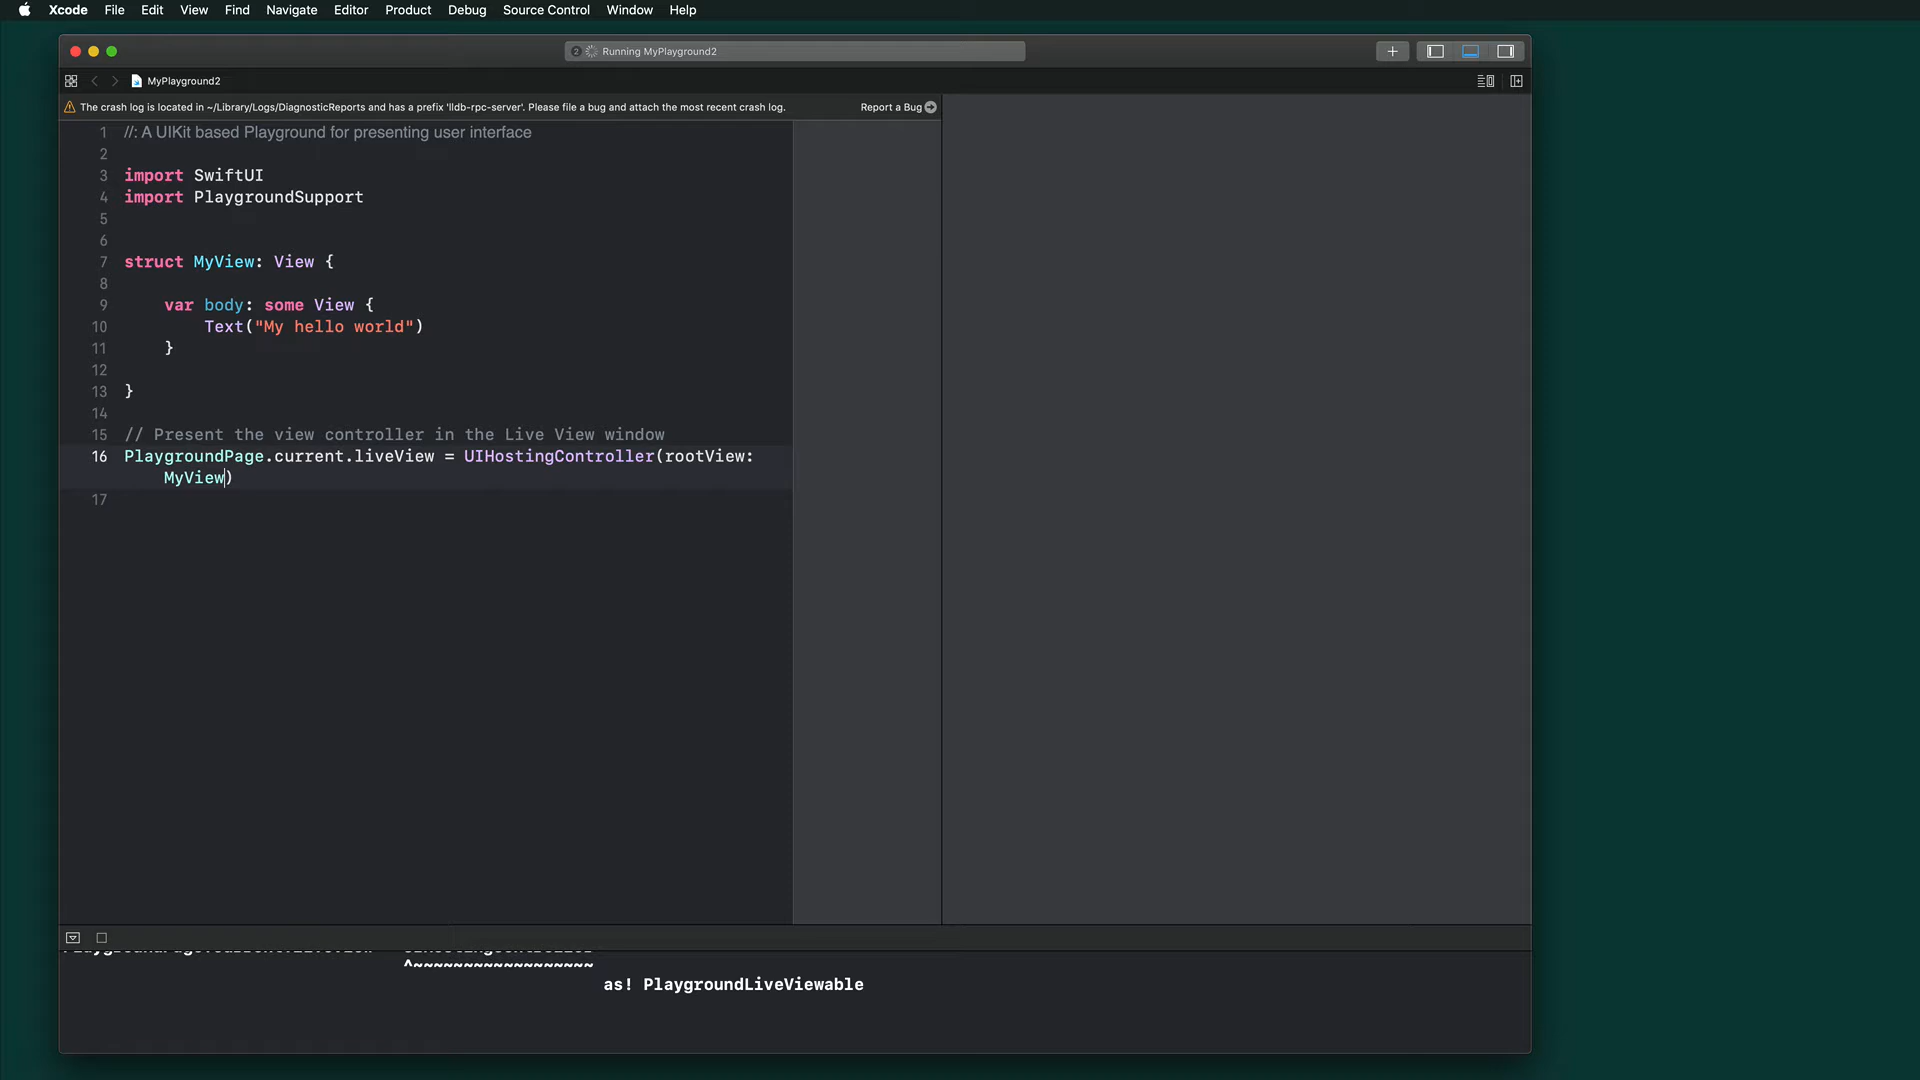 Xcode File Edit View Find Navigate Editor Product Debug Source Control Window Help
2 Running MyPlayground2
MyPlayground2
The crash log is located in ~/Library/Logs/DiagnosticReports and has a prefix 'lldb-rpc-server'. Please file a bug and attach the most recent crash log. Report a Bug
1 //: A UIKit based Playground for presenting user interface
2
3 import SwiftUI
4 import PlaygroundSupport
5
6
7 struct MyView: View {
8
9 var body: some View {
10 Text("My hello world")
11 }
12
13 }
14
15 // Present the view controller in the Live View window
16 PlaygroundPage.current.liveView = UIHostingController(rootView:
MyView)
17
^~~~~~~~~~~~~~~~~~~
as! PlaygroundLiveViewable